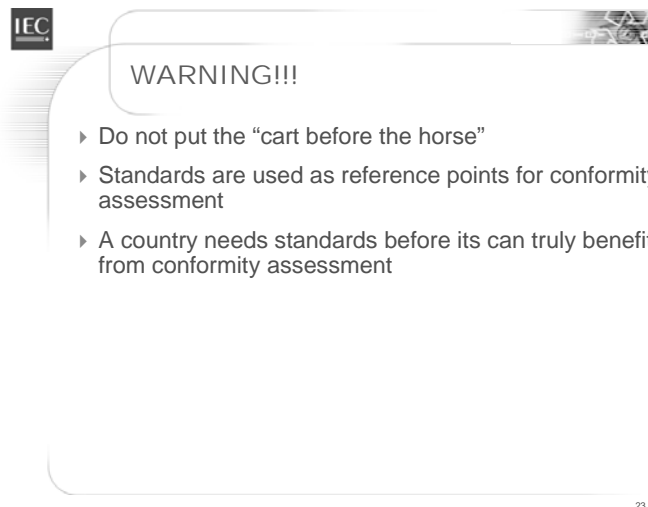 IEC
WARNING!!!
Do not put the “cart before the horse”
Standards are used as reference points for conformity
assessment
A country needs standards before its can truly benefit
from conformity assessment
23